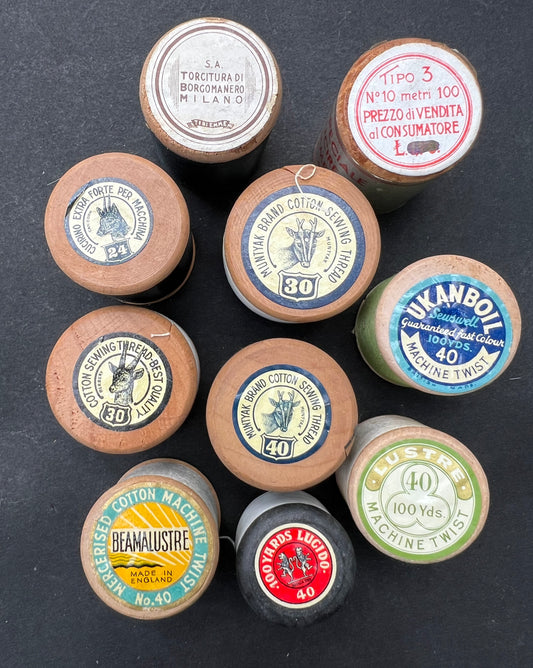 S.A.
TORCITURA DI
BORGOMANERO
MILANO
TIPO 3
Nº10 metri 100
PREZZO di VENDITA
al CONSUMATORE
£.
CUCIRINO EXTRA FORTE PER MACCHINA
24
MUNTYAK BRAND COTTON SEWING THREAD
MUNTYAK
30
UKANBOIL
Sewswell
Guaranteed fast Colour
100YDS.
40
MACHINE TWIST
COTTON SEWING THREAD-BEST QUALITY
30
MUNTYAK BRAND COTTON SEWING THREAD
MUNTYAK
40
LUSTRE
40
100 Yds.
MACHINE TWIST
MERCERISED COTTON MACHINE TWIST
BEAMALUSTRE
MADE IN
ENGLAND
No. 40
100 YARDS LUCIDO
40